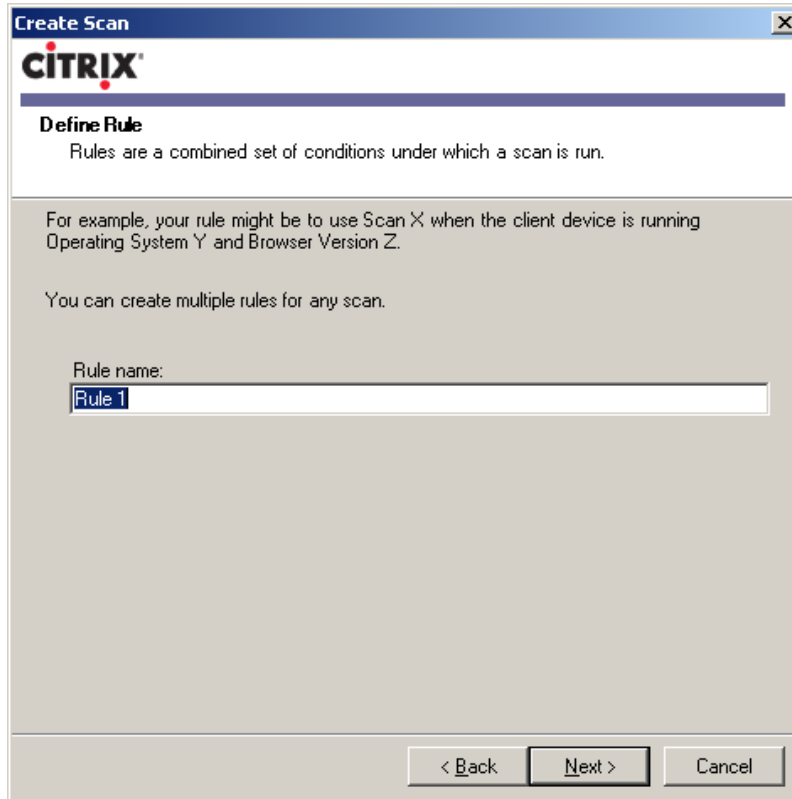 Create Scan
CİTRIX
Define Rule
Rules are a combined set of conditions under which a scan is run.
For example, your rule might be to use Scan X when the client device is running
Operating System Y and Browser Version Z.
You can create multiple rules for any scan.
Rule name:
Rule 1
< Back
Next >
Cancel